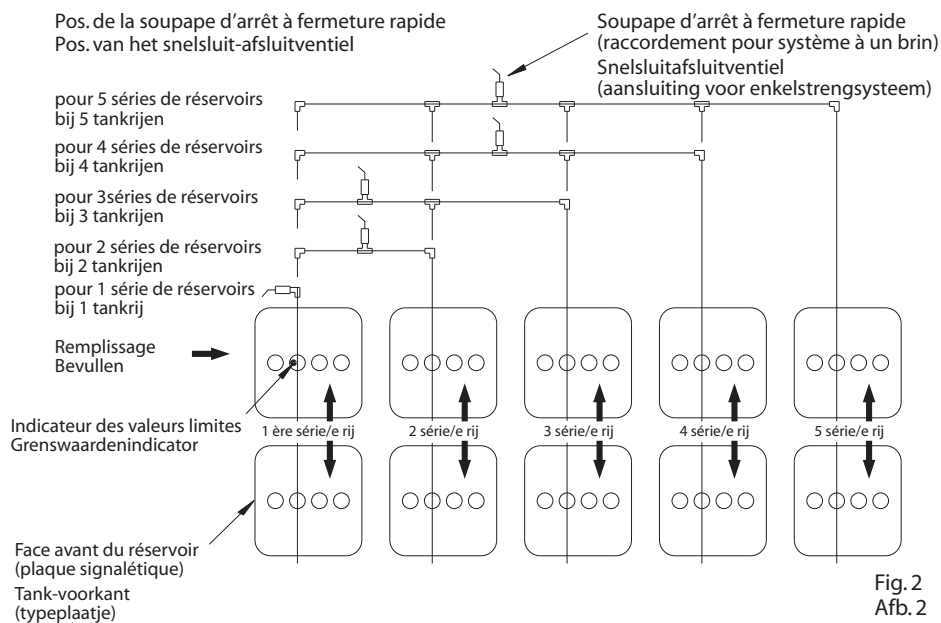 Pos. de la soupape d'arrêt à fermeture rapide
Pos. van het snelsluit-afsluitventiel
Soupape d'arrêt à fermeture rapide
(raccordement pour système à un brin)
Snelsluitafsluitventiel
(aansluiting voor enkelstrengsysteem)
pour 5 séries de réservoirs
bij 5 tankrijen
pour 4 séries de réservoirs
bij 4 tankrijen
pour 3séries de réservoirs
bij 3 tankrijen
pour 2 séries de réservoirs
bij 2 tankrijen
pour 1 série de réservoirs
bij 1 tankrij
Remplissage
Bevullen
Indicateur des valeurs limites
Grenswaardenindicator
1 ère série/e rij
2 série/e rij
3 série/e rij
4 série/e rij
5 série/e rij
Face avant du réservoir
(plaque signalétique)
Tank-voorkant
(typeplaatje)
Fig. 2
Afb. 2